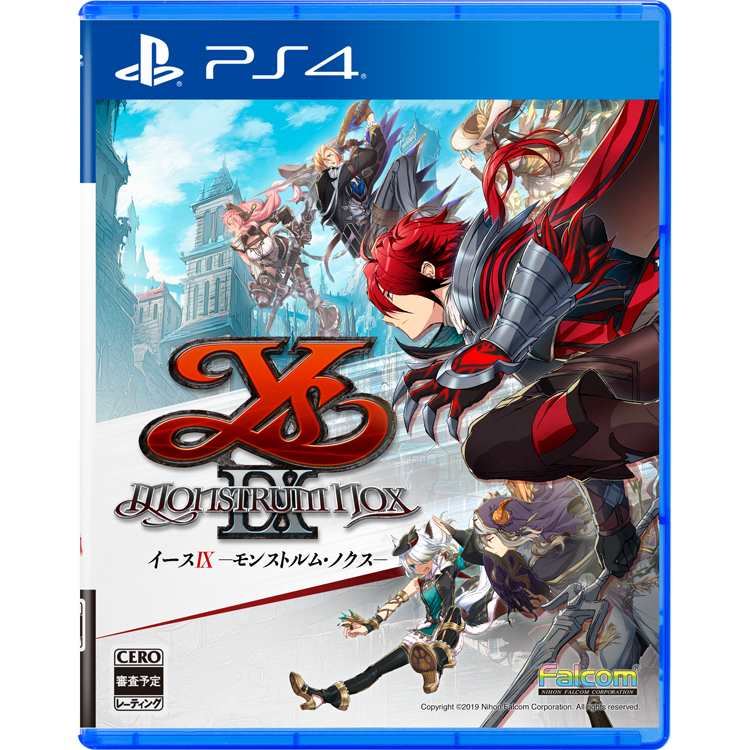 PS4
Ys
IX
MONSTRUM NOX
イースIX －モンストルム・ノクス－
CERO
審査予定
レーティング
Falcom
NIHON FALCOM CORPORATION
Copyright ©2019 Nihon Falcom Corporation. All rights reserved.